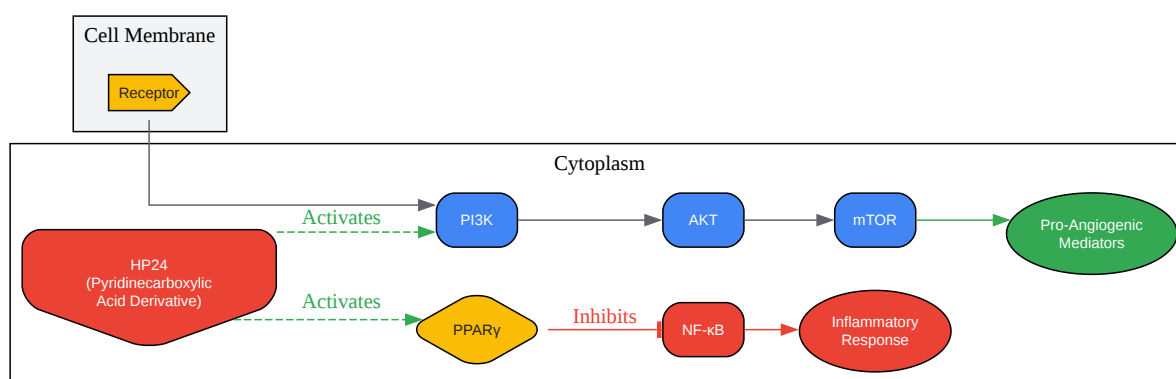 Cell Membrane
Receptor
Cytoplasm
Activates
PI3K
AKT
mTOR
Pro-Angiogenic
Mediators
HP24
(Pyridinecarboxylic
Acid Derivative)
Activates
PPARγ
Inhibits
NF-κB
Inflammatory
Response